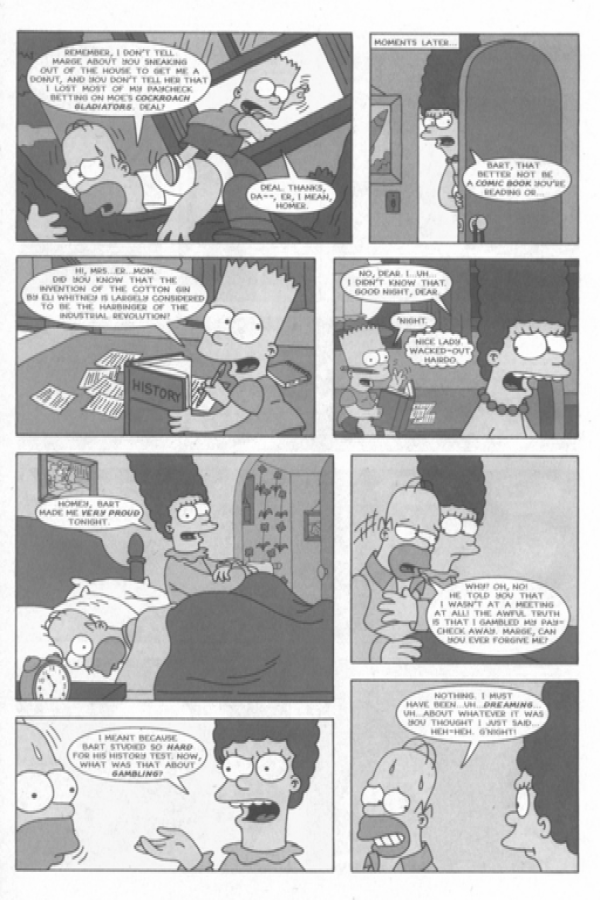 REMEMBER, I DON'T TELL
MARGE ABOUT YOU SNEAKING
OUT OF THE HOUSE TO GET ME A
DONUT, AND YOU DON'T TELL HER THAT
I LOST MOST OF MY PAYCHECK
BETTING ON MOE'S COCKROACH
GLADIATORS. DEAL?
DEAL. THANKS,
DA--, ER, I MEAN,
HOMER.
MOMENTS LATER...
BART, THAT
BETTER NOT BE
A COMIC BOOK YOU'RE
READING OR...
HI, MRS...ER...MOM.
DID YOU KNOW THAT THE
INVENTION OF THE COTTON GIN
BY ELI WHITNEY IS LARGELY CONSIDERED
TO BE THE HARBINGER OF THE
INDUSTRIAL REVOLUTION?
HISTORY
NO, DEAR. I...UH...
I DIDN'T KNOW THAT.
GOOD NIGHT, DEAR.
'NIGHT.
NICE LADY.
WACKED-OUT
HAIRDO.
HOMEY, BART
MADE ME VERY PROUD
TONIGHT.
WHY? OH, NO!
HE TOLD YOU THAT
I WASN'T AT A MEETING
AT ALL! THE AWFUL TRUTH
IS THAT I GAMBLED MY PAY-
CHECK AWAY. MARGE, CAN
YOU EVER FORGIVE ME?
I MEANT BECAUSE
BART STUDIED SO HARD
FOR HIS HISTORY TEST. NOW,
WHAT WAS THAT ABOUT
GAMBLING?
NOTHING. I MUST
HAVE BEEN...UH...DREAMING...
UH...ABOUT WHATEVER IT WAS
YOU THOUGHT I JUST SAID...
HEH-HEH. G'NIGHT!